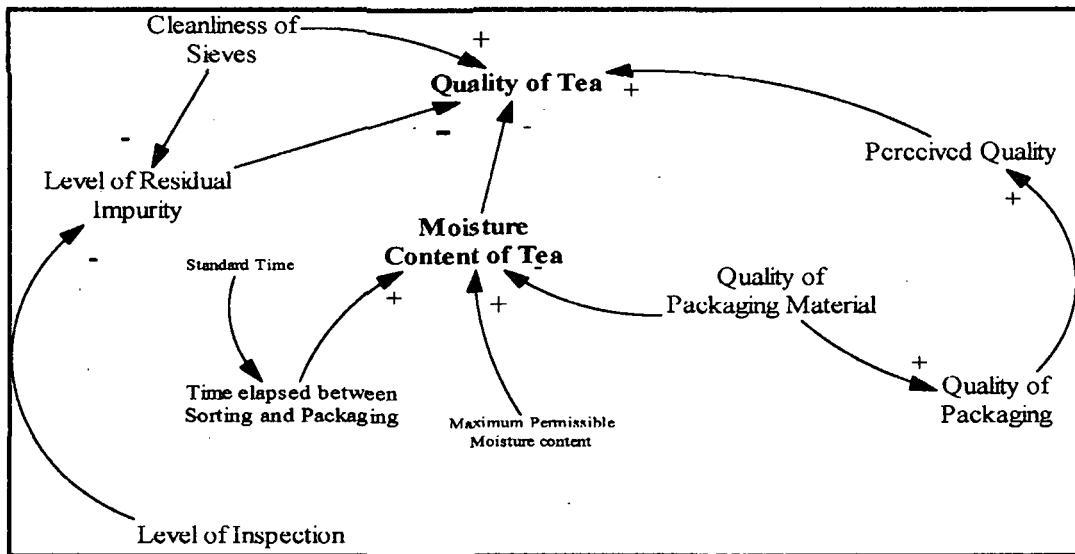 Cleanliness of
Sieves
+
Quality of Tea
+
-
-
-
Perceived Quality
Level of Residual
Impurity
+
-
Moisture
Content of Tea
-
Standard Time
+
+
Quality of
Packaging Material
+
Time elapsed between
Sorting and Packaging
Maximum Permissible
Moisture content
Quality of
Packaging
Level of Inspection